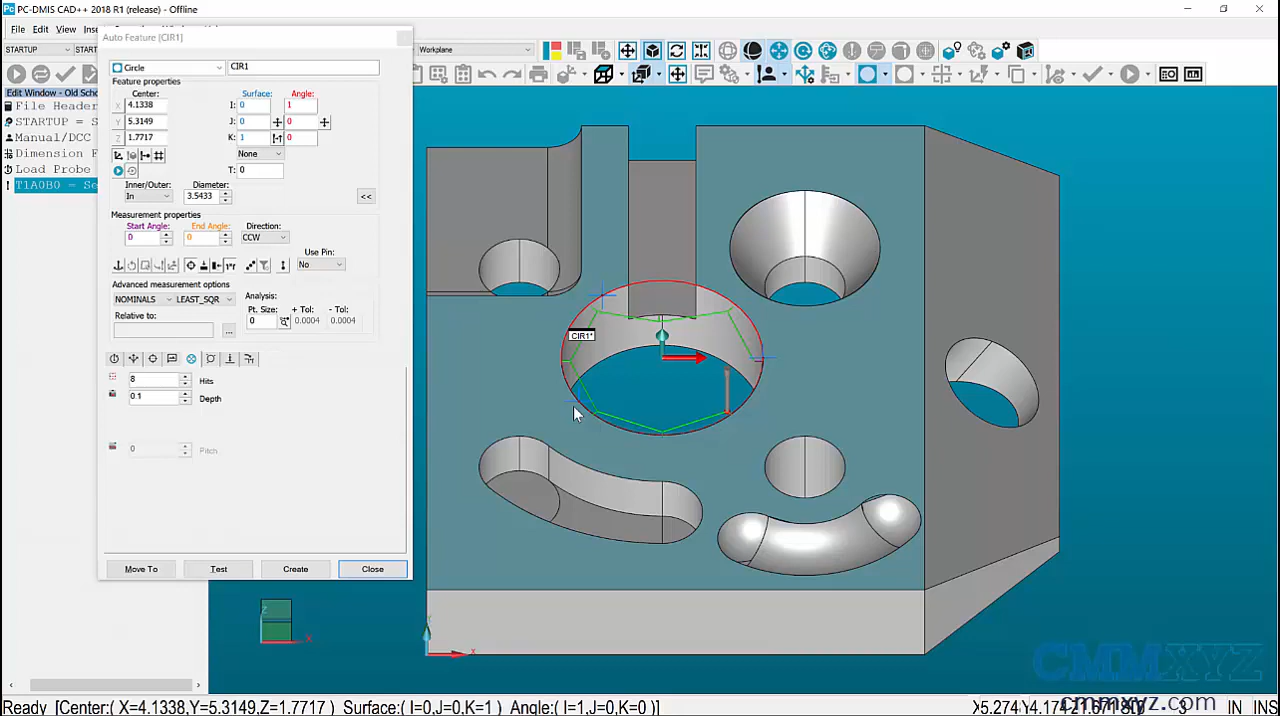 PC-DMIS CAD++ 2018 R1 (release) - Offline
File Edit View Ins
STARTUP
START
Workplane
Edit Window - Old Scho
File Header
STARTUP = S
Manual/DCC
Dimension F
Load Probe
T1A0B0 = Se
Auto Feature [CIR1]
Circle
CIR1
Feature properties
Center:
Surface:
Angle:
X 4.1338
I: 0
1
Y 5.3149
J: 0
0
Z 1.7717
K: 1
0
None
T: 0
Inner/Outer:
Diameter:
In
3.5433
<<
Measurement properties
Start Angle:
End Angle:
Direction:
0
0
CCW
Use Pin:
No
Advanced measurement options
NOMINALS
LEAST_SQR
Analysis:
Pt. Size:
+ Tol:
- Tol:
Relative to:
0
0.0004
0.0004
...
8
Hits
0.1
Depth
0
Pitch
Move To
Test
Create
Close
CIR1*
Z
X
Y
X
CMMXYZ
cmmxyz.com
Ready [Center:( X=4.1338,Y=5.3149,Z=1.7717) Surface:( I=0,J=0,K=1 ) Angle:( I=1,J=0,K=0 )]
IN
INS